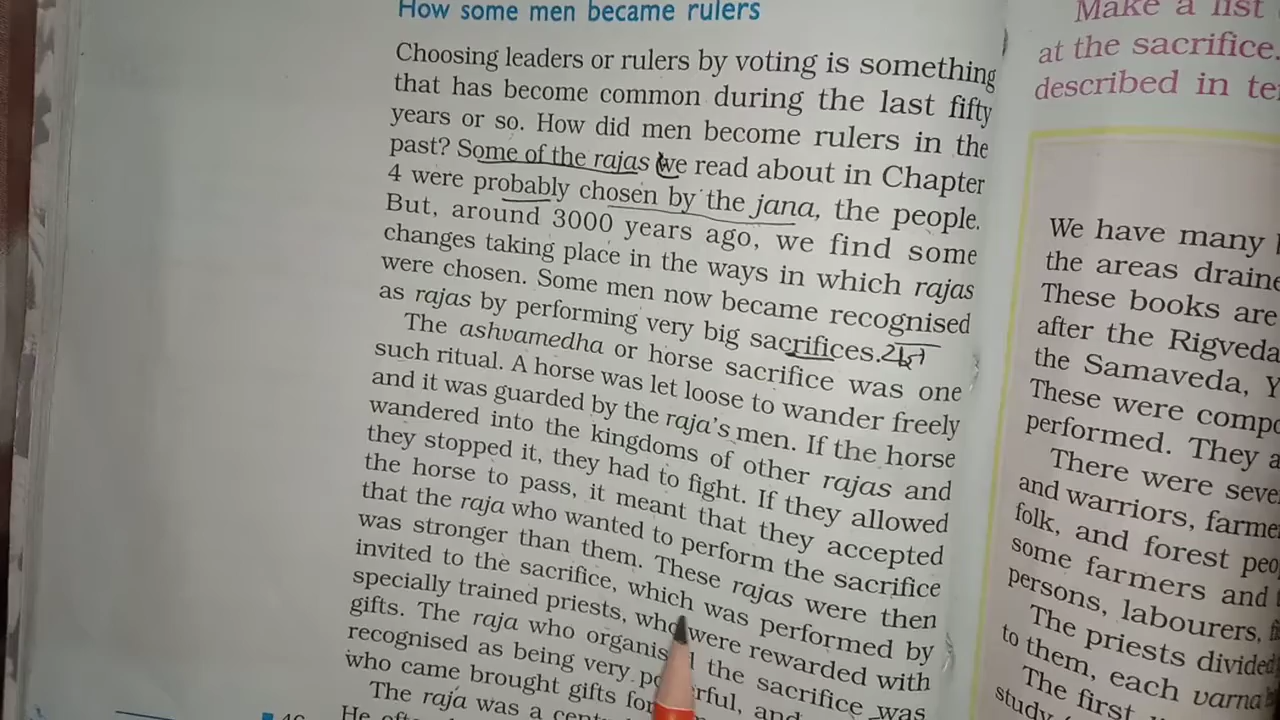 How some men became rulers
Choosing leaders or rulers by voting is something
that has become common during the last fifty
years or so. How did men become rulers in the
past? Some of the rajas we read about in Chapter
4 were probably chosen by the jana, the people.
But, around 3000 years ago, we find some
changes taking place in the ways in which rajas
were chosen. Some men now became recognised
as rajas by performing very big sacrifices.
The ashvamedha or horse sacrifice was one
such ritual. A horse was let loose to wander freely
and it was guarded by the raja's men. If the horse
wandered into the kingdoms of other rajas and
they stopped it, they had to fight. If they allowed
the horse to pass, it meant that they accepted
that the raja who wanted to perform the sacrifice
was stronger than them. These rajas were then
invited to the sacrifice, which was performed by
specially trained priests, who were rewarded with
gifts. The raja who organis the sacrifice was
recognised as being very erful, and
who came brought gifts for
The raja was a
He
46
Make a list
at the sacrifice.
described in te
We have many
the areas draine
These books are
after the Rigveda
the Samaveda, Y
These were compo
performed. They a
There were seve
and warriors, farme
folk, and forest peo
some farmers and
persons, labourers,
The priests divided
to them, each varna
The first
study